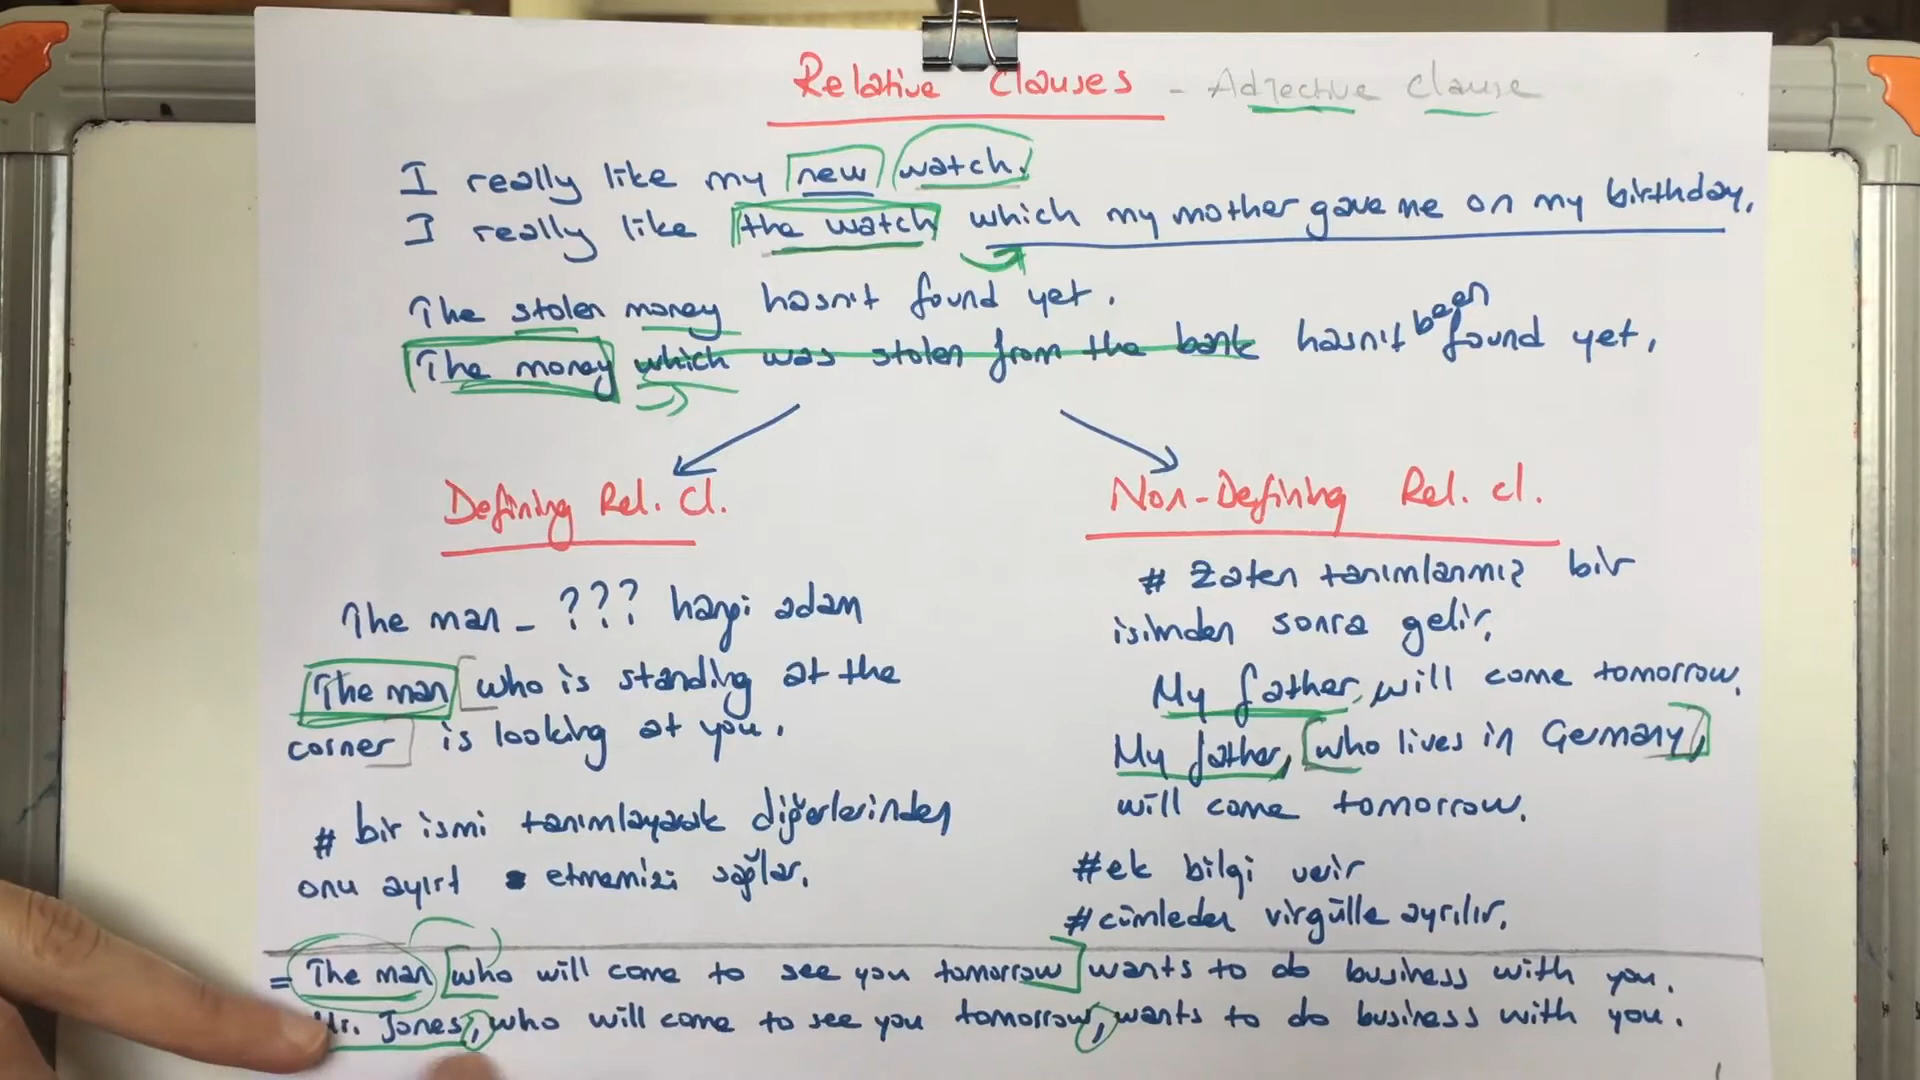 Relative Clauses - Adjective Clause
I really like my new watch.
I really like the watch which my mother gave me on my birthday.
The stolen money hasn't found yet.
The money which was stolen from the bank hasn't been found yet.
Defining Rel. Cl.
The man - ??? hangi adam
The man who is standing at the
corner is looking at you.
# bir ismi tanımlayarak diğerlerinden
onu ayırt etmemizi sağlar.
Non-Defining Rel. cl.
# Zaten tanımlanmış bir
isimden sonra gelir.
My father will come tomorrow.
My father, who lives in Germany,
will come tomorrow.
#ek bilgi verir
#cümleden virgülle ayrılır.
= The man who will come to see you tomorrow wants to do business with you.
Mr. Jones, who will come to see you tomorrow, wants to do business with you.